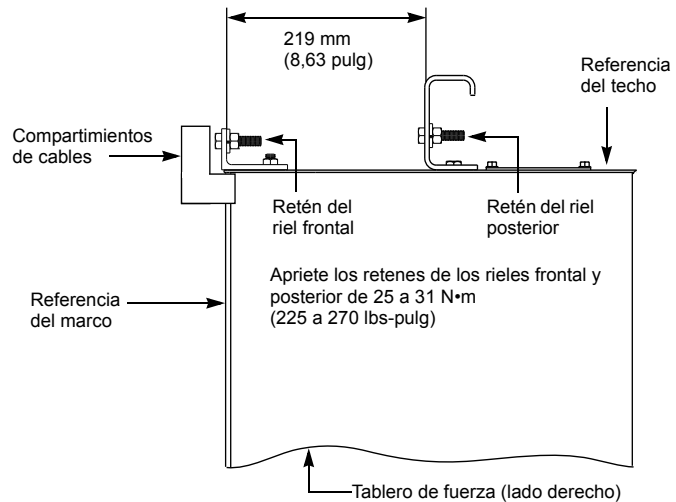 219 mm
(8,63 pulg)
Referencia
del techo
Compartimientos
de cables
Retén del
riel frontal
Retén del riel
posterior
Apriete los retenes de los rieles frontal y
posterior de 25 a 31 N•m
(225 a 270 lbs-pulg)
Referencia
del marco
Tablero de fuerza (lado derecho)